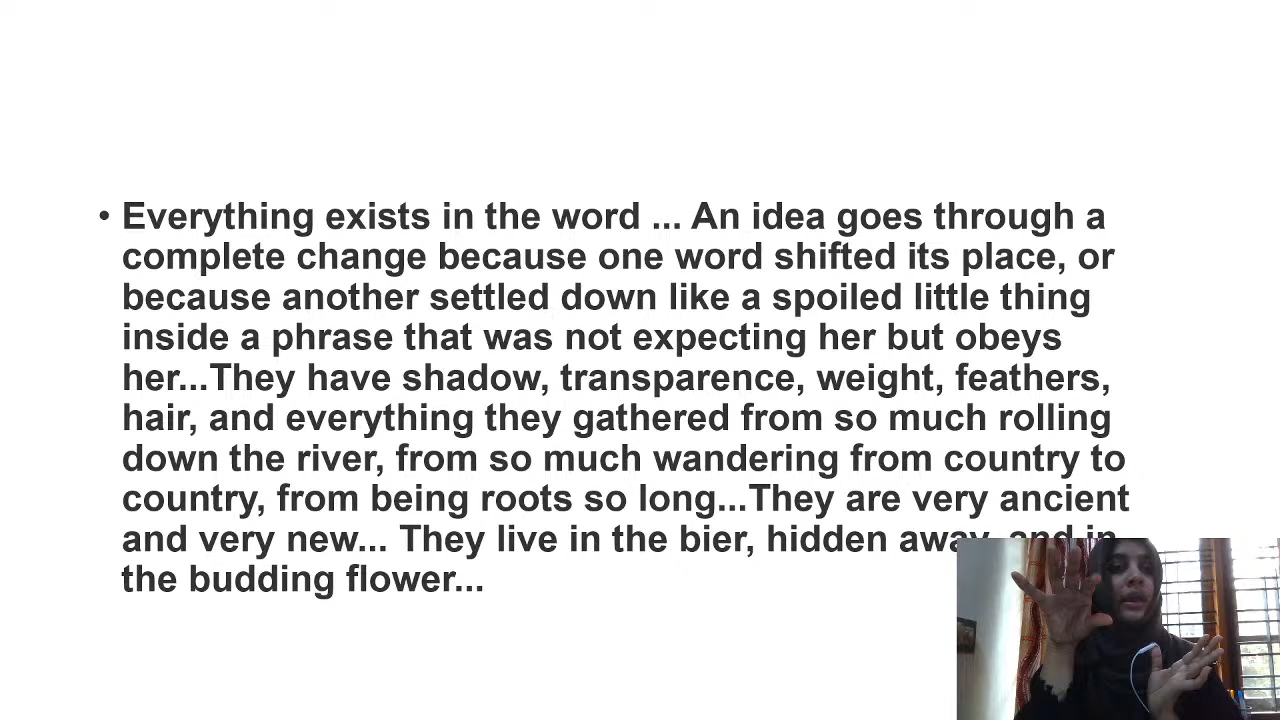 • Everything exists in the word ... An idea goes through a
complete change because one word shifted its place, or
because another settled down like a spoiled little thing
inside a phrase that was not expecting her but obeys
her...They have shadow, transparence, weight, feathers,
hair, and everything they gathered from so much rolling
down the river, from so much wandering from country to
country, from being roots so long...They are very ancient
and very new... They live in the bier, hidden away, and in
the budding flower...